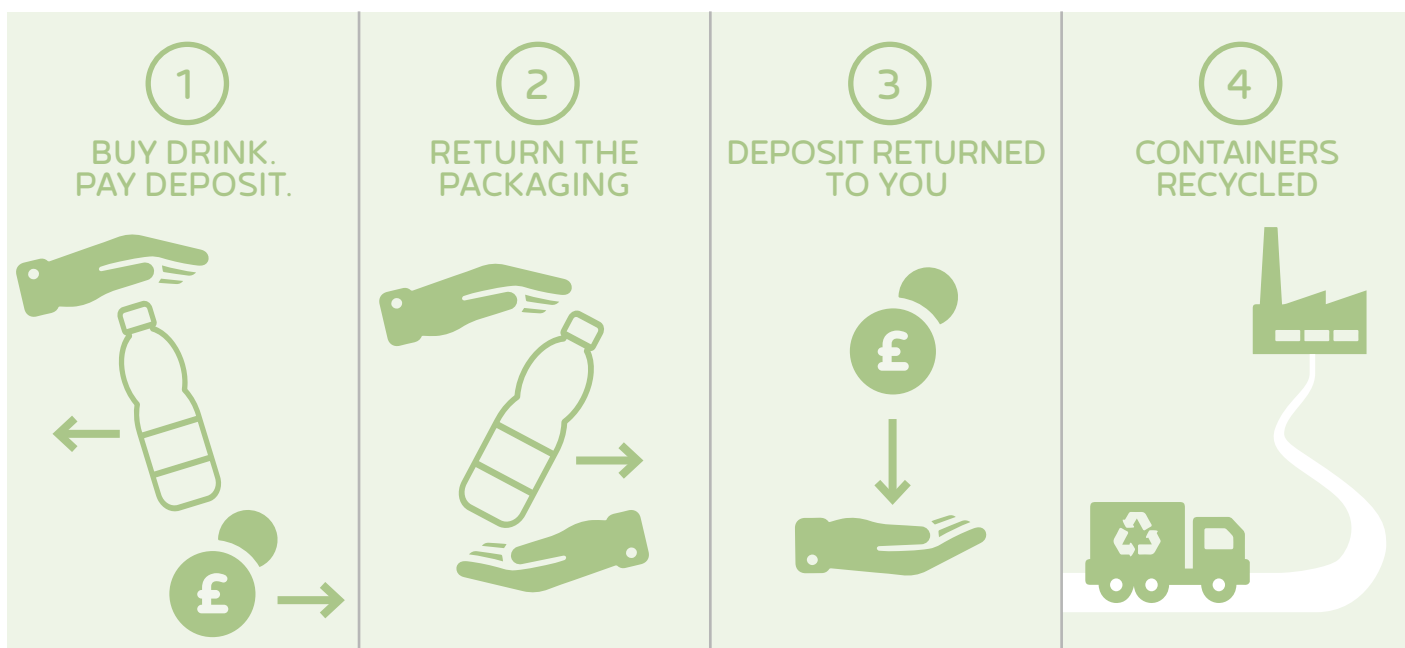 1
BUY DRINK.
PAY DEPOSIT.
£
2
RETURN THE
PACKAGING
3
DEPOSIT RETURNED
TO YOU
£
4
CONTAINERS
RECYCLED